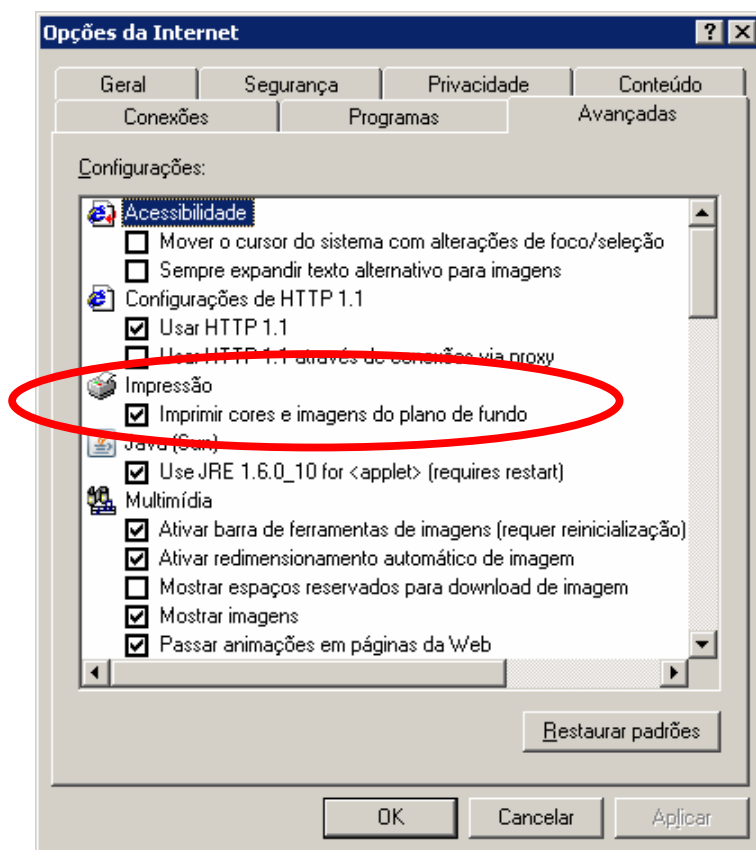 Opções da Internet
Geral Segurança Privacidade Conteúdo
Conexões Programas Avançadas
Configurações:
Acessibilidade
Mover o cursor do sistema com alterações de foco/seleção
Sempre expandir texto alternativo para imagens
Configurações de HTTP 1.1
Usar HTTP 1.1
Usar HTTP 1.1 através de conexões via proxy
Impressão
Imprimir cores e imagens do plano de fundo
Java (Sun)
Use JRE 1.6.0_10 for <applet> (requires restart)
Multimídia
Ativar barra de ferramentas de imagens (requer reinicialização)
Ativar redimensionamento automático de imagem
Mostrar espaços reservados para download de imagem
Mostrar imagens
Passar animações em páginas da Web
Restaurar padrões
OK Cancelar Aplicar